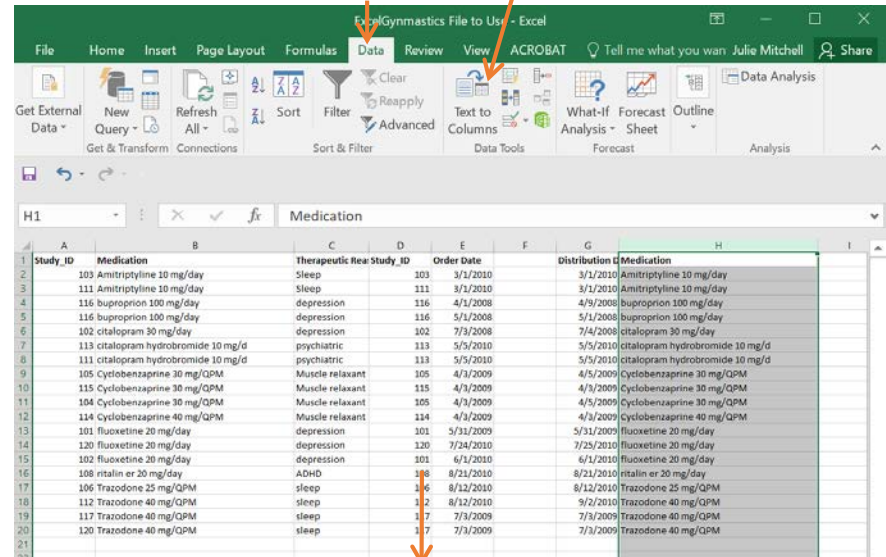 ExcelGynmastics File to Use - Excel
File Home Insert Page Layout Formulas Data Review View ACROBAT Tell me what you wan Julie Mitchell Share
Get External Data New Query Refresh All Sort Filter Clear Reapply Advanced Text to Columns What-If Analysis Forecast Sheet Outline Data Analysis
Get & Transform Connections Sort & Filter Data Tools Forecast Analysis
H1 fx Medication
A B C D E F G H I
1 Study_ID Medication Therapeutic Rea Study_ID Order Date Distribution D Medication
2 103 Amitriptyline 10 mg/day Sleep 103 3/1/2010 3/1/2010 Amitriptyline 10 mg/day
3 111 Amitriptyline 10 mg/day Sleep 111 3/1/2010 3/1/2010 Amitriptyline 10 mg/day
4 116 buproprion 100 mg/day depression 116 4/1/2008 4/9/2008 buproprion 100 mg/day
5 116 buproprion 100 mg/day depression 116 5/1/2008 5/1/2008 buproprion 100 mg/day
6 102 citalopram 30 mg/day depression 102 7/3/2008 7/4/2008 citalopram 30 mg/day
7 113 citalopram hydrobromide 10 mg/d psychiatric 113 5/5/2010 5/5/2010 citalopram hydrobromide 10 mg/d
8 111 citalopram hydrobromide 10 mg/d psychiatric 113 5/5/2010 5/5/2010 citalopram hydrobromide 10 mg/d
9 105 Cyclobenzaprine 30 mg/QPM Muscle relaxant 105 4/3/2009 4/5/2009 Cyclobenzaprine 30 mg/QPM
10 115 Cyclobenzaprine 30 mg/QPM Muscle relaxant 115 4/3/2009 4/3/2009 Cyclobenzaprine 30 mg/QPM
11 104 Cyclobenzaprine 30 mg/QPM Muscle relaxant 105 4/3/2009 4/5/2009 Cyclobenzaprine 30 mg/QPM
12 114 Cyclobenzaprine 40 mg/QPM Muscle relaxant 114 4/3/2009 4/3/2009 Cyclobenzaprine 40 mg/QPM
13 101 fluoxetine 20 mg/day depression 101 5/31/2009 5/31/2009 fluoxetine 20 mg/day
14 120 fluoxetine 20 mg/day depression 120 7/24/2010 7/25/2010 fluoxetine 20 mg/day
15 102 fluoxetine 20 mg/day depression 101 6/1/2010 6/1/2010 fluoxetine 20 mg/day
16 108 ritalin er 20 mg/day ADHD 8/21/2010 8/21/2010 ritalin er 20 mg/day
17 106 Trazodone 25 mg/QPM sleep 8/12/2010 8/12/2010 Trazodone 25 mg/QPM
18 112 Trazodone 40 mg/QPM sleep 8/12/2010 9/2/2010 Trazodone 40 mg/QPM
19 117 Trazodone 40 mg/QPM sleep 7/3/2009 7/3/2009 Trazodone 40 mg/QPM
20 120 Trazodone 40 mg/QPM sleep 7/3/2009 7/3/2009 Trazodone 40 mg/QPM
21